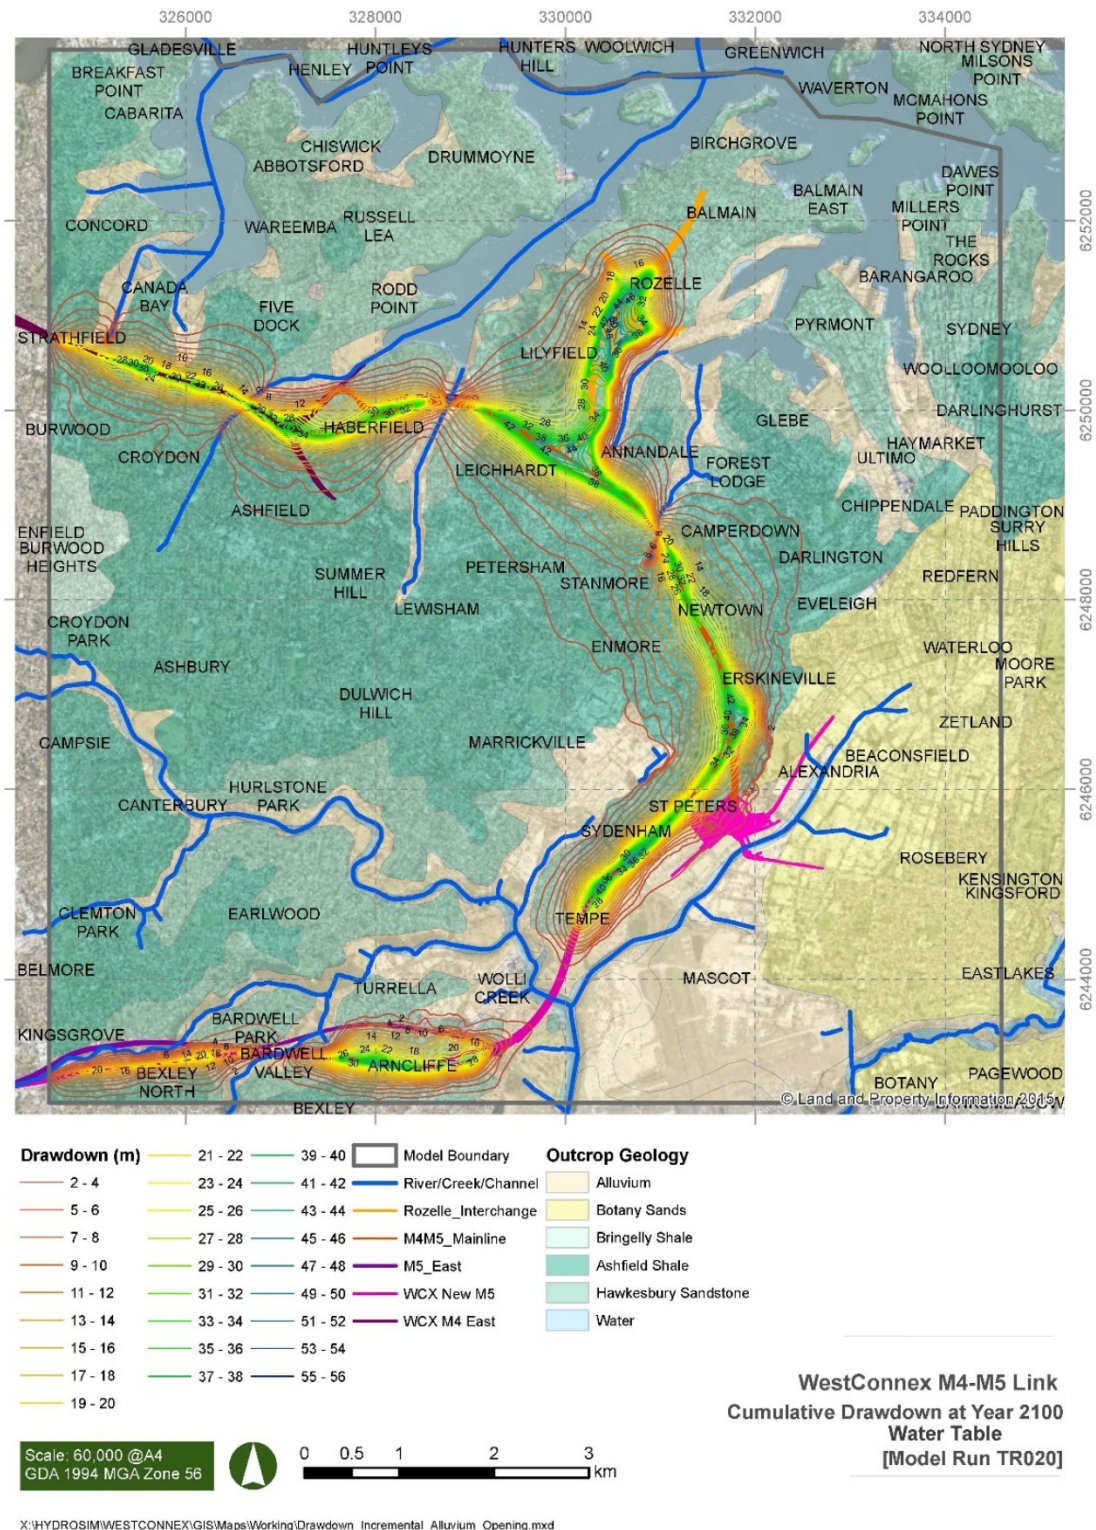 326000 328000 330000 332000 334000
GLADESVILLE
HUNTLEYS
POINT
HUNTERS
HILL
WOOLWICH
GREENWICH
NORTH SYDNEY
MILSONS
POINT
BREAKFAST
POINT
HENLEY
WAVERTON
CABARITA
MCMAHONS
POINT
CHISWICK
ABBOTSFORD
DRUMMOYNE
BIRCHGROVE
DAWES
POINT
BALMAIN
EAST
BALMAIN
MILLERS
POINT
6252000
CONCORD
WAREEMBA
RUSSELL
LEA
THE
ROCKS
BARANGAROO
ROZELLE
CANADA
BAY
FIVE
DOCK
RODD
POINT
PYRMONT
SYDNEY
STRATHFIELD
LILYFIELD
WOOLLOOMOOLOO
6250000
DARLINGHURST
BURWOOD
HABERFIELD
GLEBE
HAYMARKET
ULTIMO
CROYDON
LEICHHARDT
ANNANDALE
FOREST
LODGE
ASHFIELD
CHIPPENDALE
PADDINGTON
SURRY
HILLS
ENFIELD
BURWOOD
HEIGHTS
CAMPERDOWN
DARLINGTON
SUMMER
HILL
PETERSHAM
STANMORE
REDFERN
LEWISHAM
NEWTOWN
EVELEIGH
6248000
CROYDON
PARK
ENMORE
WATERLOO
MOORE
PARK
ASHBURY
ERSKINEVILLE
DULWICH
HILL
ZETLAND
CAMPSIE
MARRICKVILLE
BEACONSFIELD
ALEXANDRIA
6246000
HURLSTONE
PARK
CANTERBURY
ST PETERS
SYDENHAM
ROSEBERY
KENSINGTON
KINGSFORD
CLEMTON
PARK
EARLWOOD
TEMPE
BELMORE
TURRELLA
WOLLI
CREEK
MASCOT
EASTLAKES
6244000
KINGSGROVE
BARDWELL
PARK
BARDWELL
VALLEY
ARNCLIFFE
BEXLEY
NORTH
BOTANY
PAGEWOOD
BEXLEY
© Land and Property Information 2015
BANKSMEADOW
Drawdown (m)
2 - 4
5 - 6
7 - 8
9 - 10
11 - 12
13 - 14
15 - 16
17 - 18
19 - 20
21 - 22
23 - 24
25 - 26
27 - 28
29 - 30
31 - 32
33 - 34
35 - 36
37 - 38
39 - 40
41 - 42
43 - 44
45 - 46
47 - 48
49 - 50
51 - 52
53 - 54
55 - 56
Model Boundary
River/Creek/Channel
Rozelle_Interchange
M4M5_Mainline
M5_East
WCX New M5
WCX M4 East
Outcrop Geology
Alluvium
Botany Sands
Bringelly Shale
Ashfield Shale
Hawkesbury Sandstone
Water
WestConnex M4-M5 Link
Cumulative Drawdown at Year 2100
Water Table
[Model Run TR020]
Scale: 60,000 @A4
GDA 1994 MGA Zone 56
0 0.5 1 2 3
km
X:\HYDROSIM\WESTCONNEX\GIS\Maps\Working\Drawdown_Incremental_Alluvium_Opening.mxd